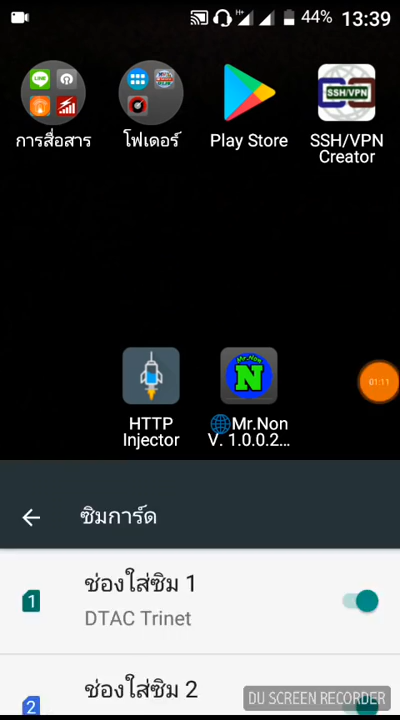 44% 13:39
การสื่อสาร
โฟเดอร์
Play Store
SSH/VPN
SSH/VPN
Creator
Mr.Non
N
HTTP
Injector
Mr.Non
V. 1.0.0.2...
01:11
ซิมการ์ด
1
ช่องใส่ซิม 1
DTAC Trinet
2
ช่องใส่ซิม 2
DU SCREEN RECORDER